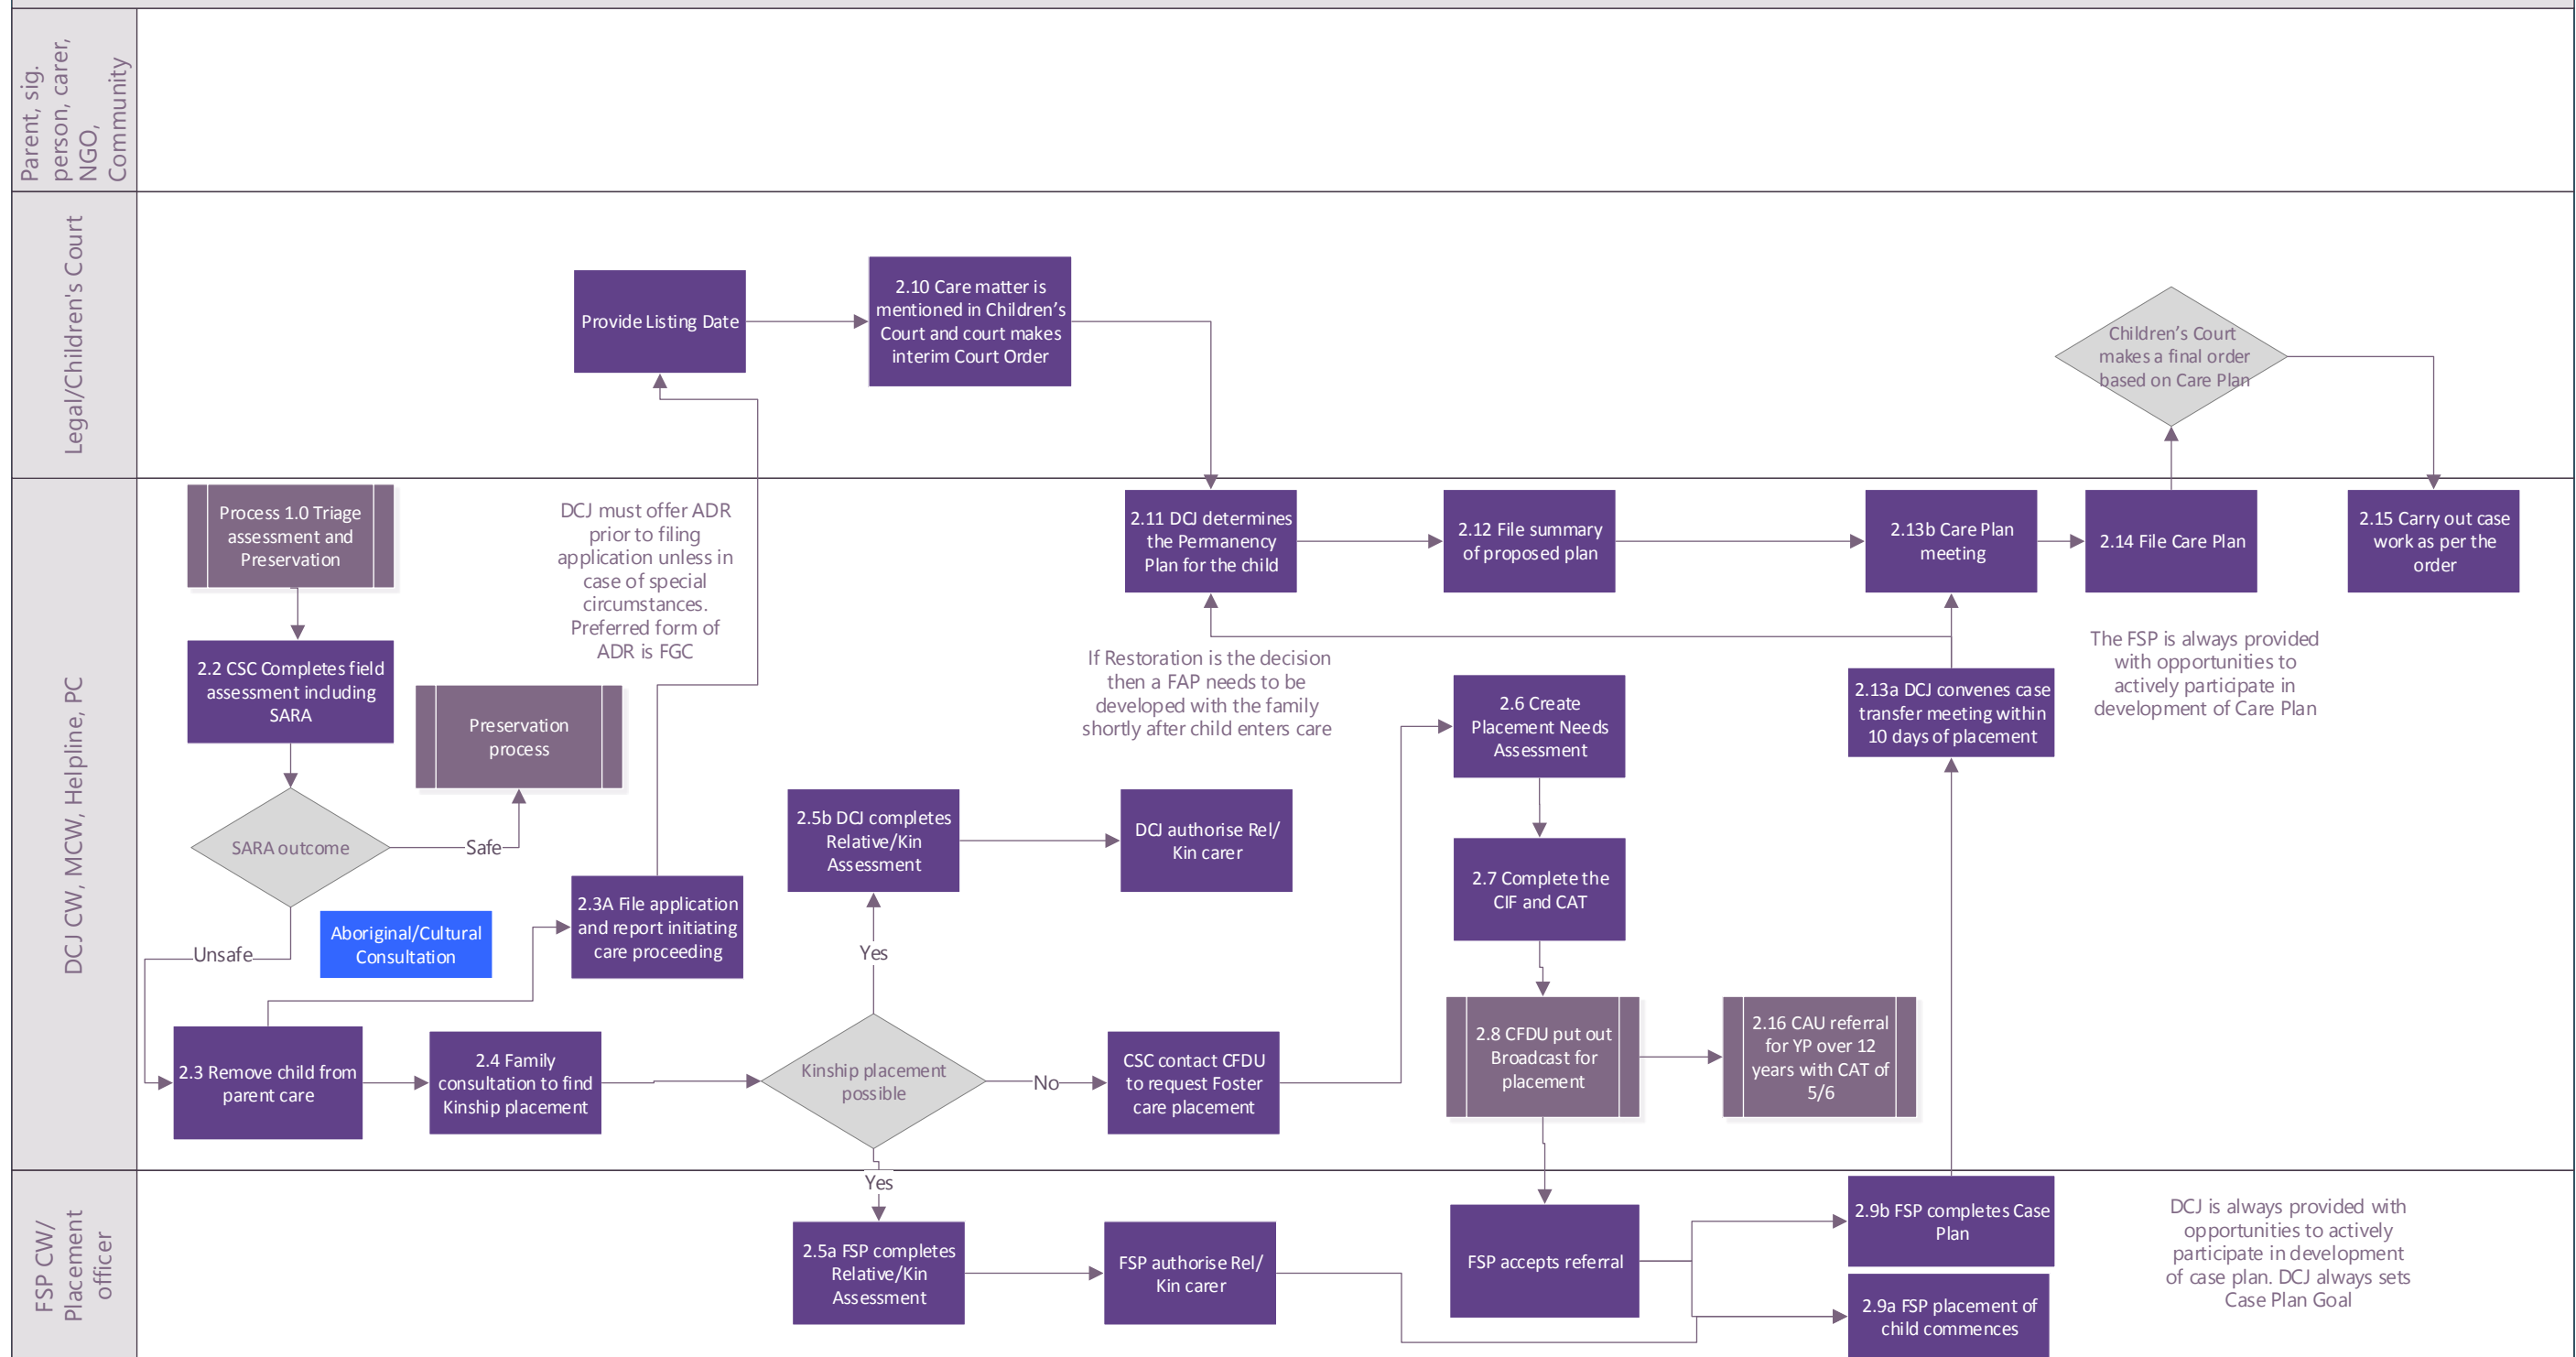 Parent, sig.
person, carer,
NGO,
Community
Legal/Children's Court
Provide Listing Date
2.10 Care matter is
mentioned in Children’s
Court and court makes
interim Court Order
Children’s Court
makes a final order
based on Care Plan
DCJ CW, MCW, Helpline, PC
Process 1.0 Triage
assessment and
Preservation
DCJ must offer ADR
prior to filing
application unless in
case of special
circumstances.
Preferred form of
ADR is FGC
2.11 DCJ determines
the Permanency
Plan for the child
2.12 File summary
of proposed plan
2.13b Care Plan
meeting
2.14 File Care Plan
2.15 Carry out case
work as per the
order
2.2 CSC Completes field
assessment including
SARA
Preservation
process
If Restoration is the decision
then a FAP needs to be
developed with the family
shortly after child enters care
2.6 Create
Placement Needs
Assessment
2.13a DCJ convenes case
transfer meeting within
10 days of placement
The FSP is always provided
with opportunities to
actively participate in
development of Care Plan
SARA outcome
Safe
2.5b DCJ completes
Relative/Kin
Assessment
DCJ authorise Rel/
Kin carer
2.7 Complete the
CIF and CAT
Unsafe
Aboriginal/Cultural
Consultation
2.3A File application
and report initiating
care proceeding
Yes
2.3 Remove child from
parent care
2.4 Family
consultation to find
Kinship placement
Kinship placement
possible
No
CSC contact CFDU
to request Foster
care placement
2.8 CFDU put out
Broadcast for
placement
2.16 CAU referral
for YP over 12
years with CAT of
5/6
FSP CW/
Placement
officer
Yes
2.5a FSP completes
Relative/Kin
Assessment
FSP authorise Rel/
Kin carer
FSP accepts referral
2.9b FSP completes Case
Plan
2.9a FSP placement of
child commences
DCJ is always provided with
opportunities to actively
participate in development
of case plan. DCJ always sets
Case Plan Goal